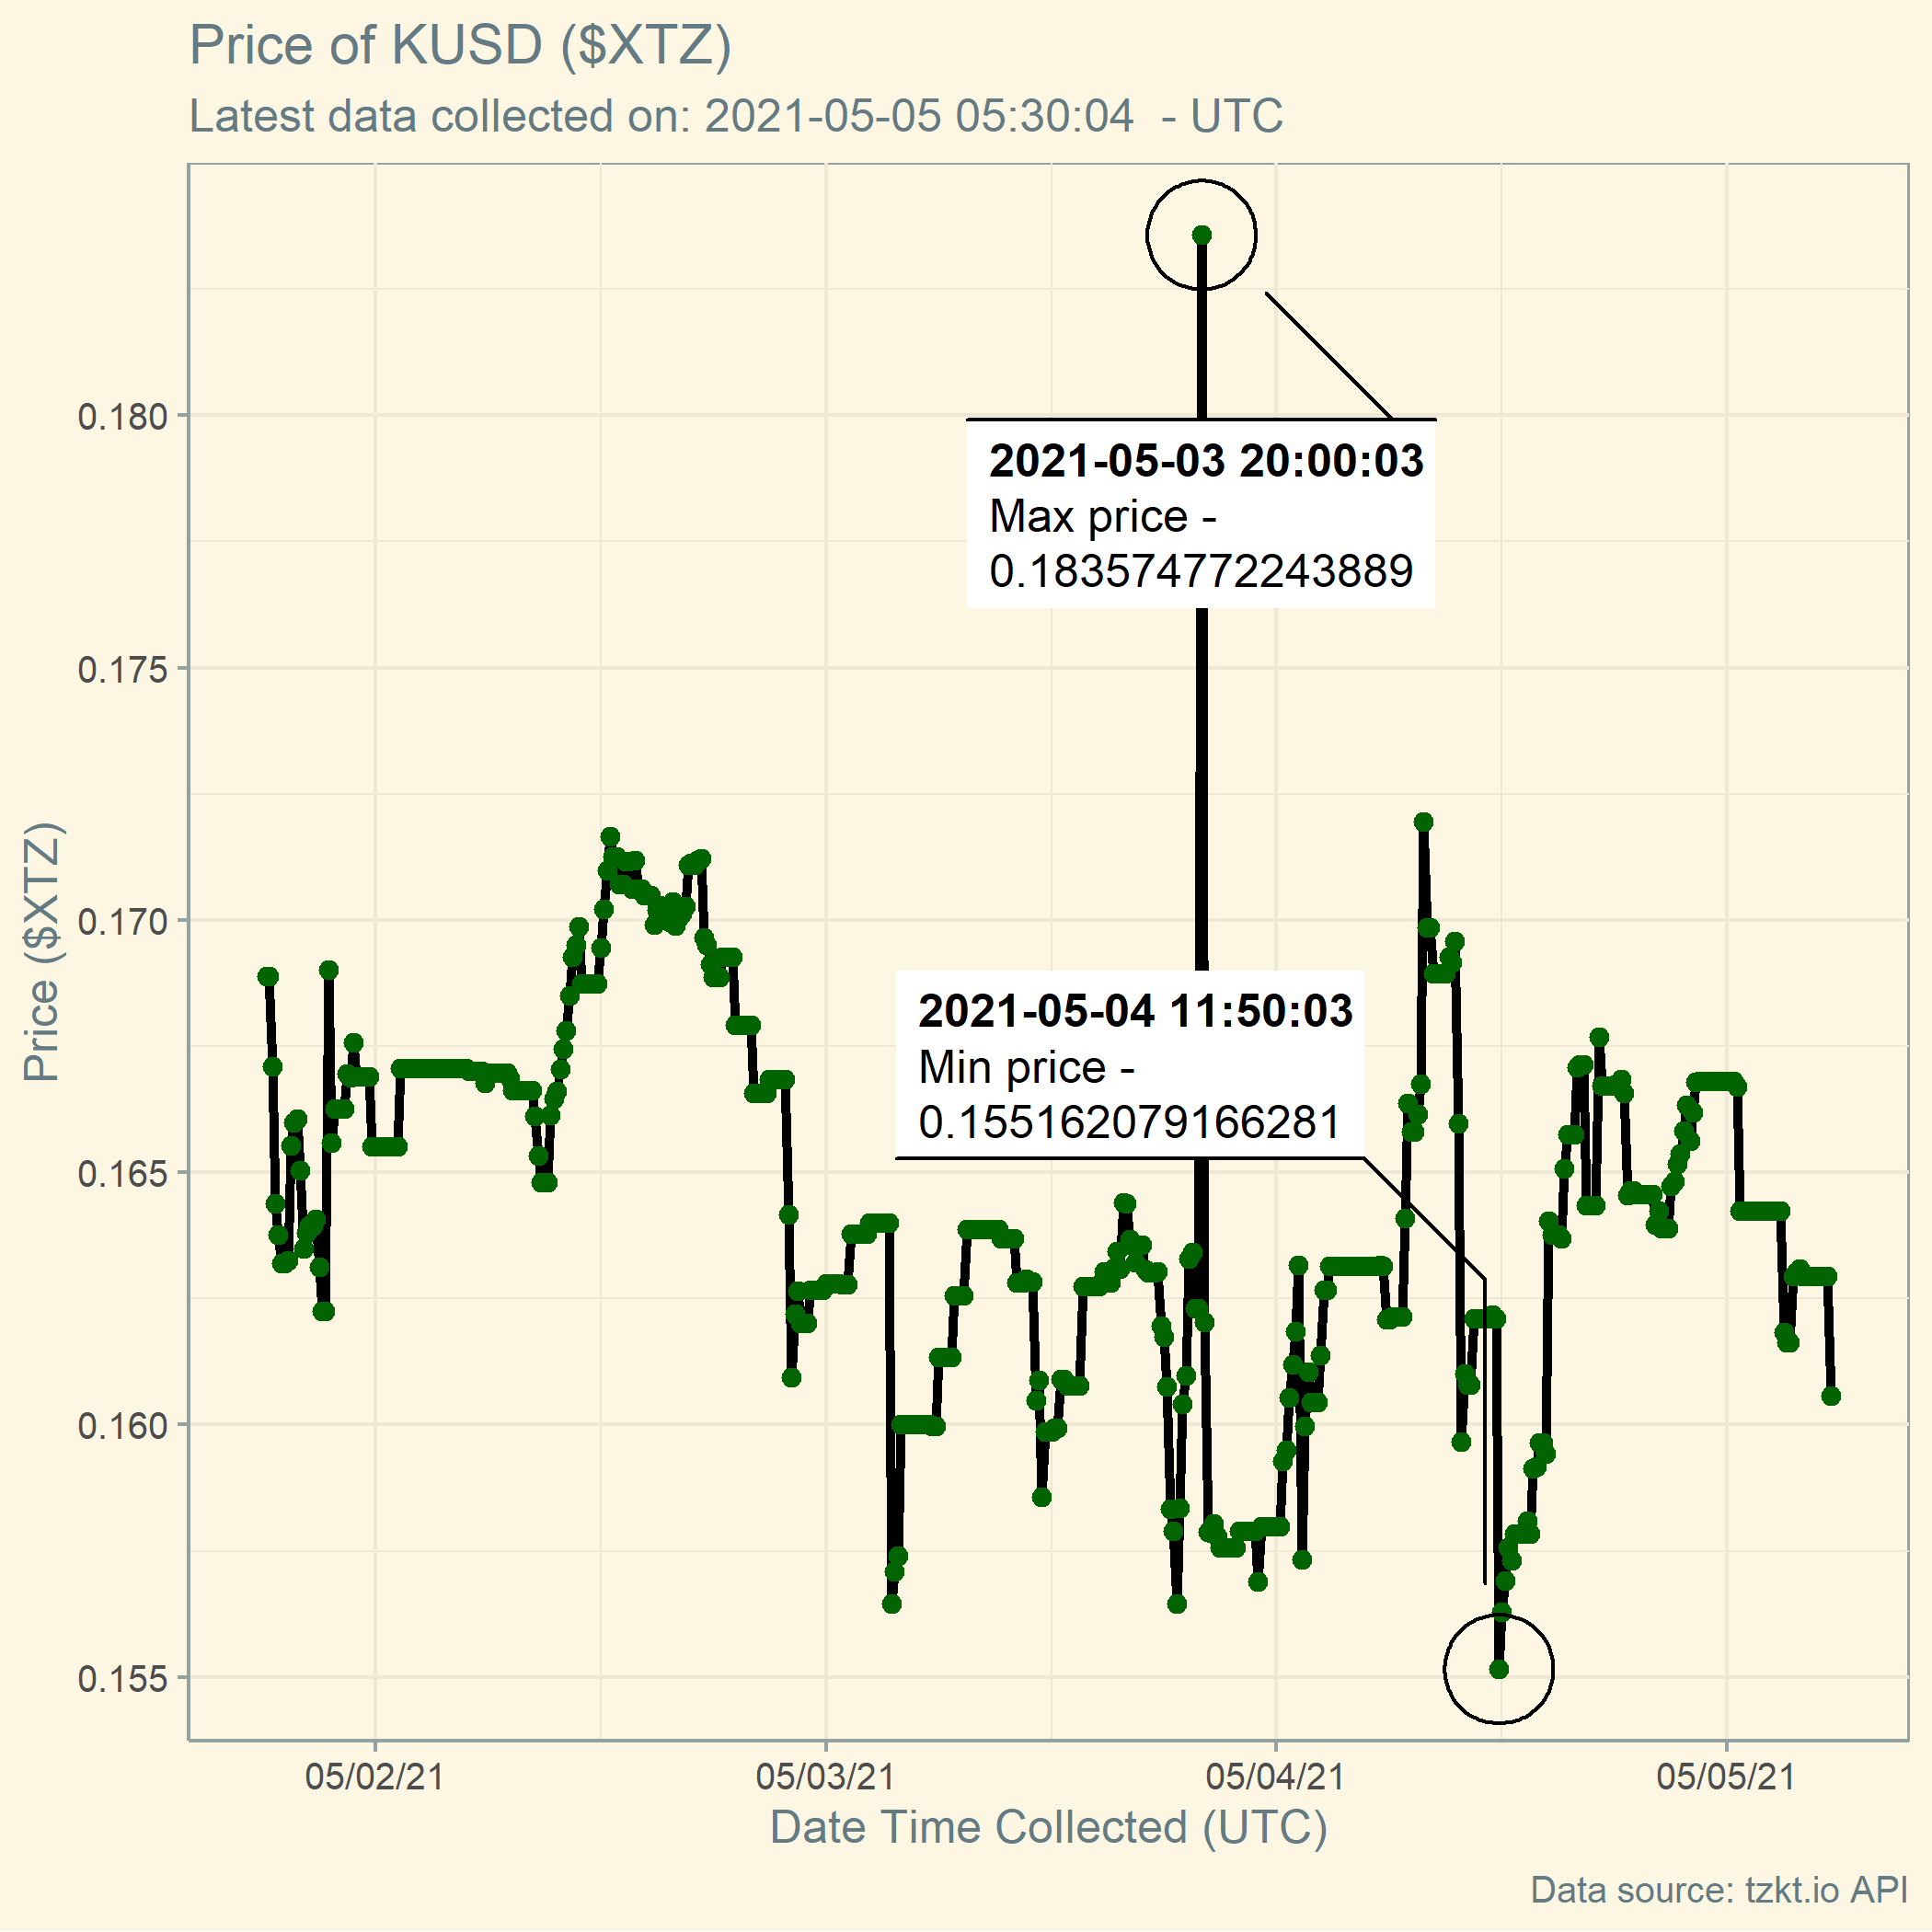 Price of KUSD ($XTZ)
Latest data collected on: 2021-05-05 05:30:04  - UTC
2021-05-03 20:00:03
Max price -
0.183574772243889
2021-05-04 11:50:03
Min price -
0.155162079166281
Price ($XTZ)
0.180
0.175
0.170
0.165
0.160
0.155
05/02/21
05/03/21
05/04/21
05/05/21
Date Time Collected (UTC)
Data source: tzkt.io API